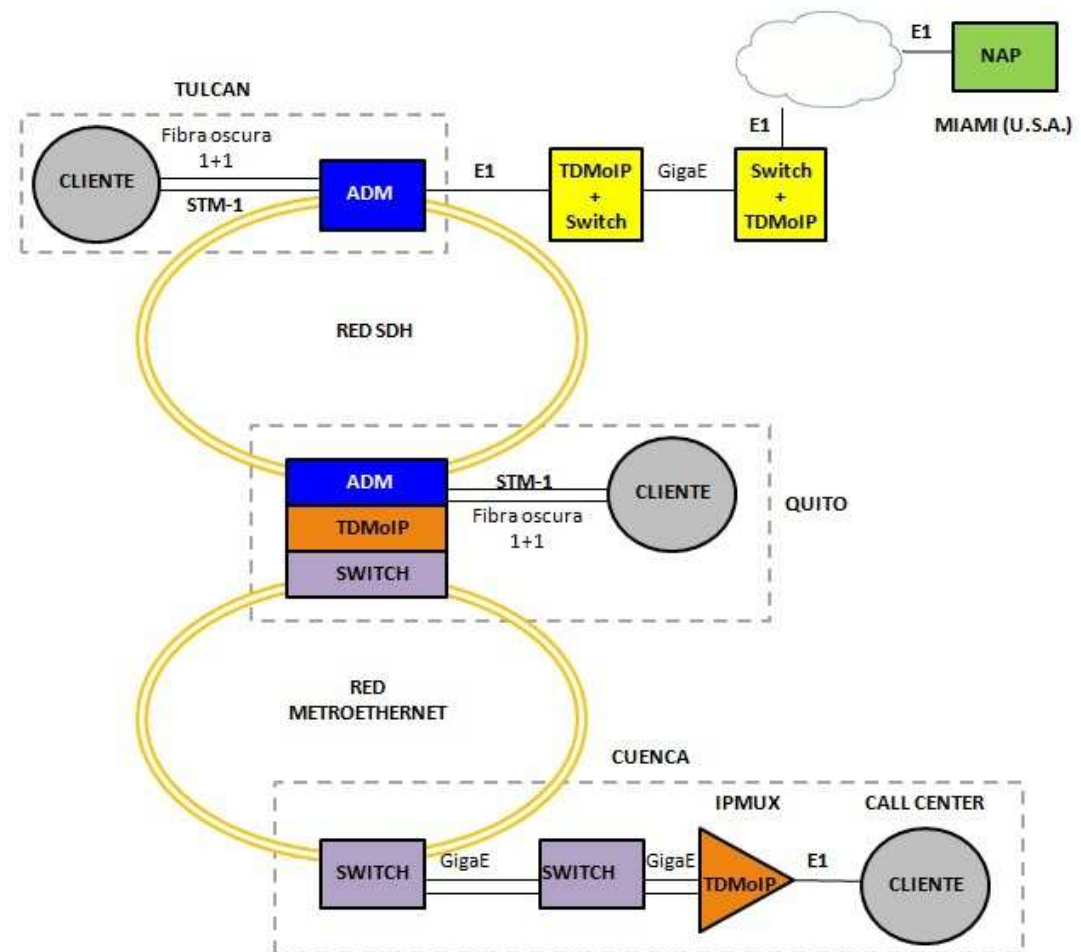 E1
NAP
MIAMI (U.S.A.)
TULCAN
Fibra oscura
1+1
CLIENTE
STM-1
ADM
E1
TDMoIP
+
Switch
GigaE
E1
Switch
+
TDMoIP
RED SDH
ADM
TDMoIP
SWITCH
STM-1
Fibra oscura
1+1
CLIENTE
QUITO
RED
METROETHERNET
CUENCA
IPMUX
CALL CENTER
SWITCH
GigaE
SWITCH
GigaE
TDMoIP
E1
CLIENTE